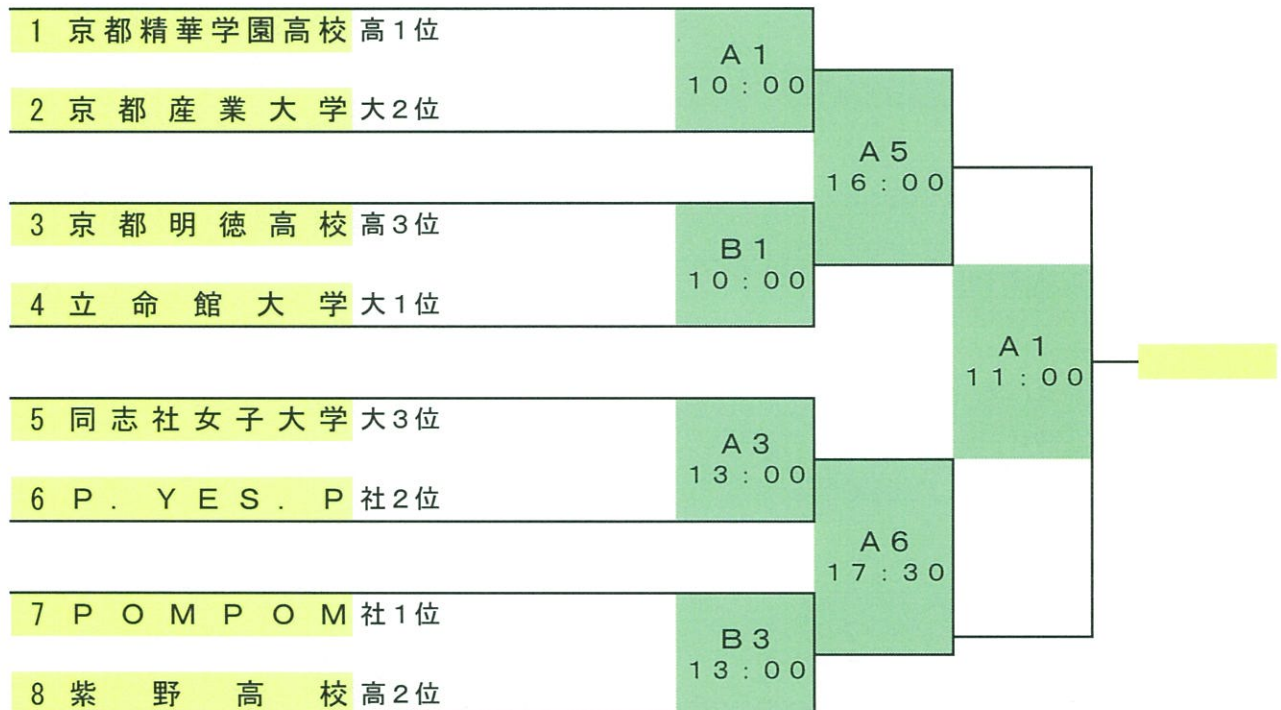 1 京都精華学園高校 高1位
A1
10:00
2 京都産業大学 大2位
A5
16:00
3 京都明徳高校 高3位
B1
10:00
4 立命館大学 大1位
A1
11:00
5 同志社女子大学 大3位
A3
13:00
6 P.YES.P 社2位
A6
17:30
7 POMPOM 社1位
B3
13:00
8 紫野高校 高2位